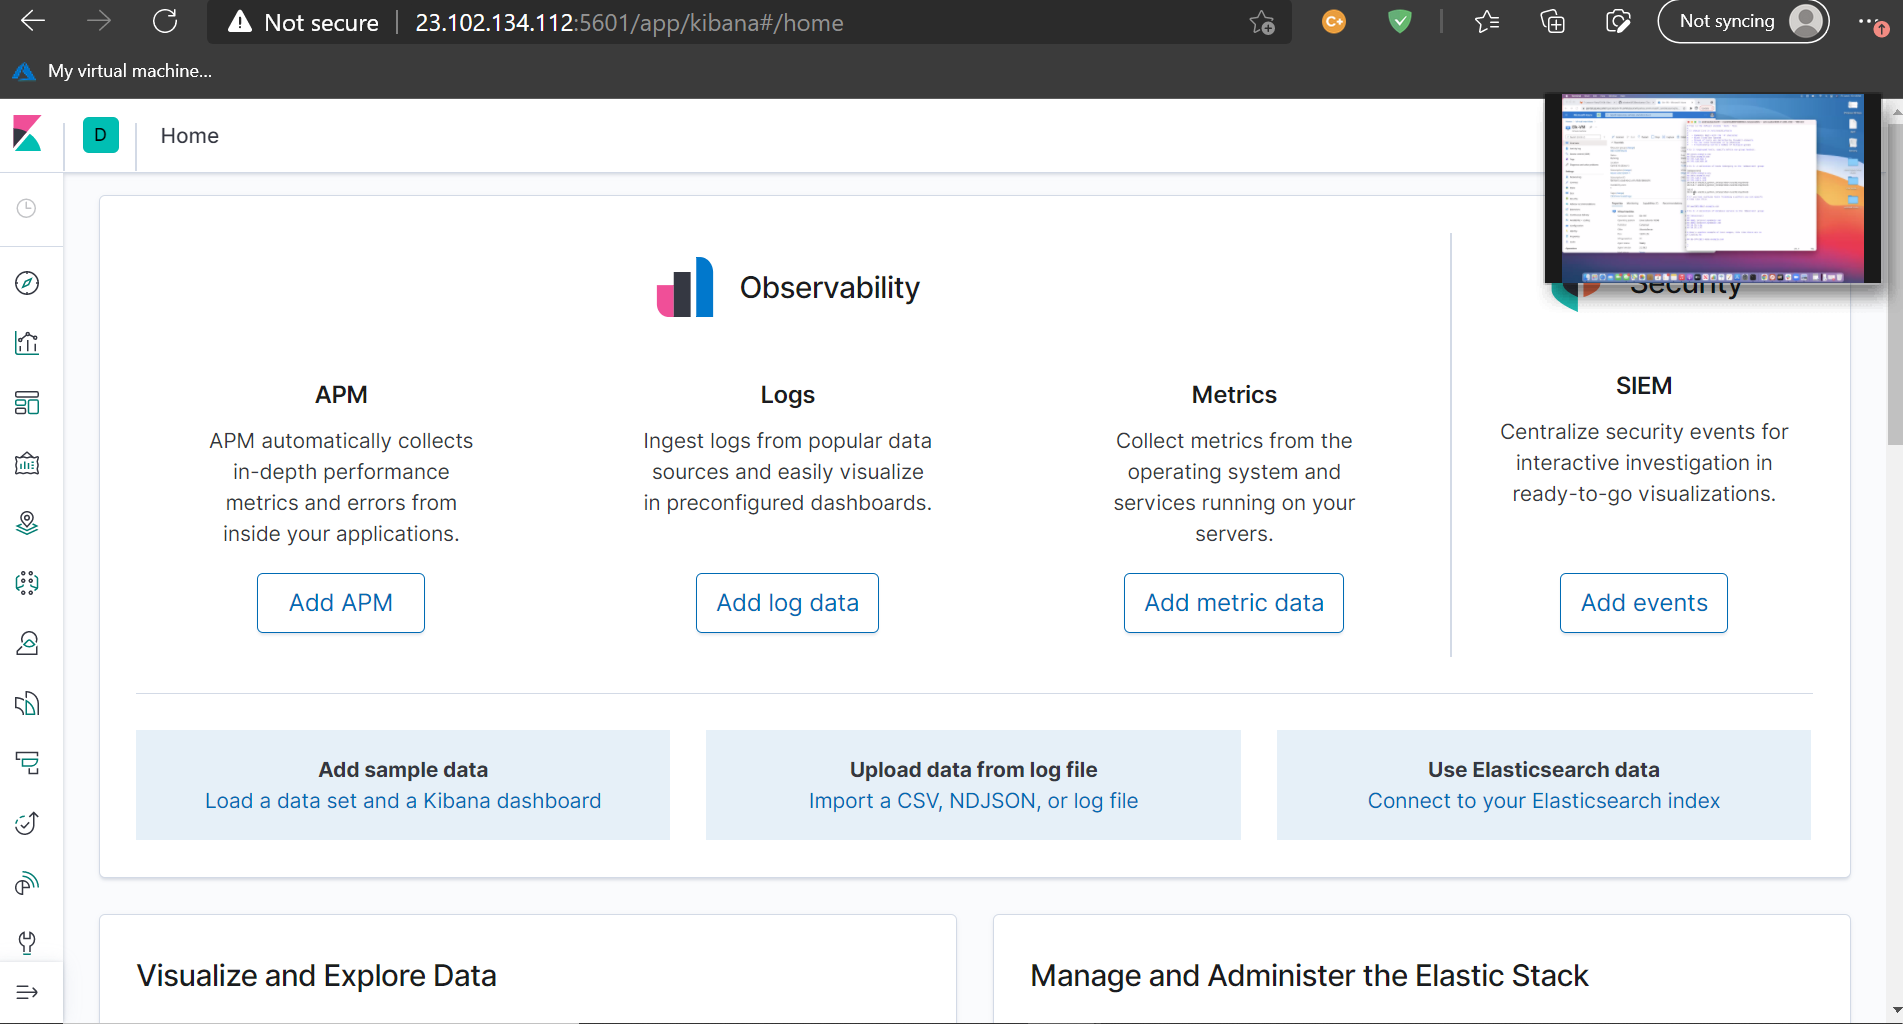 Not secure
23.102.134.112:5601/app/kibana#/home
Not syncing
My virtual machine...
D
Home
Observability
Security
APM
APM automatically collects
in-depth performance
metrics and errors from
inside your applications.
Add APM
Logs
Ingest logs from popular data
sources and easily visualize
in preconfigured dashboards.
Add log data
Metrics
Collect metrics from the
operating system and
services running on your
servers.
Add metric data
SIEM
Centralize security events for
interactive investigation in
ready-to-go visualizations.
Add events
Add sample data
Load a data set and a Kibana dashboard
Upload data from log file
Import a CSV, NDJSON, or log file
Use Elasticsearch data
Connect to your Elasticsearch index
Visualize and Explore Data
Manage and Administer the Elastic Stack